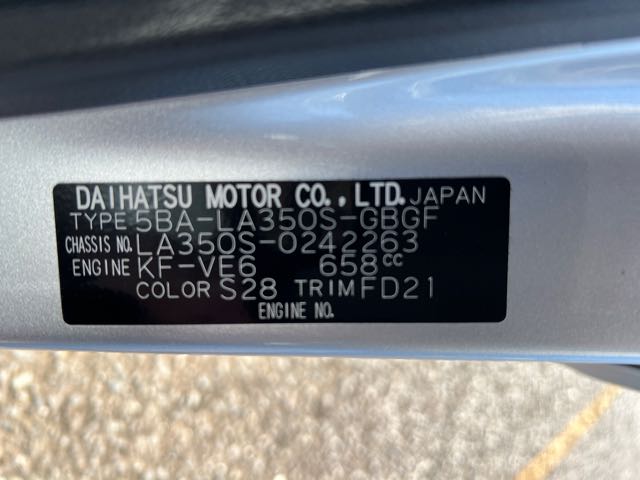 DAIHATSU MOTOR CO., LTD. JAPAN
TYPE 5BA-LA350S-GBGF
CHASSIS NO. LA350S-0242263
ENGINE KF-VE6 658cc
COLOR S28 TRIM FD21
ENGINE NO.